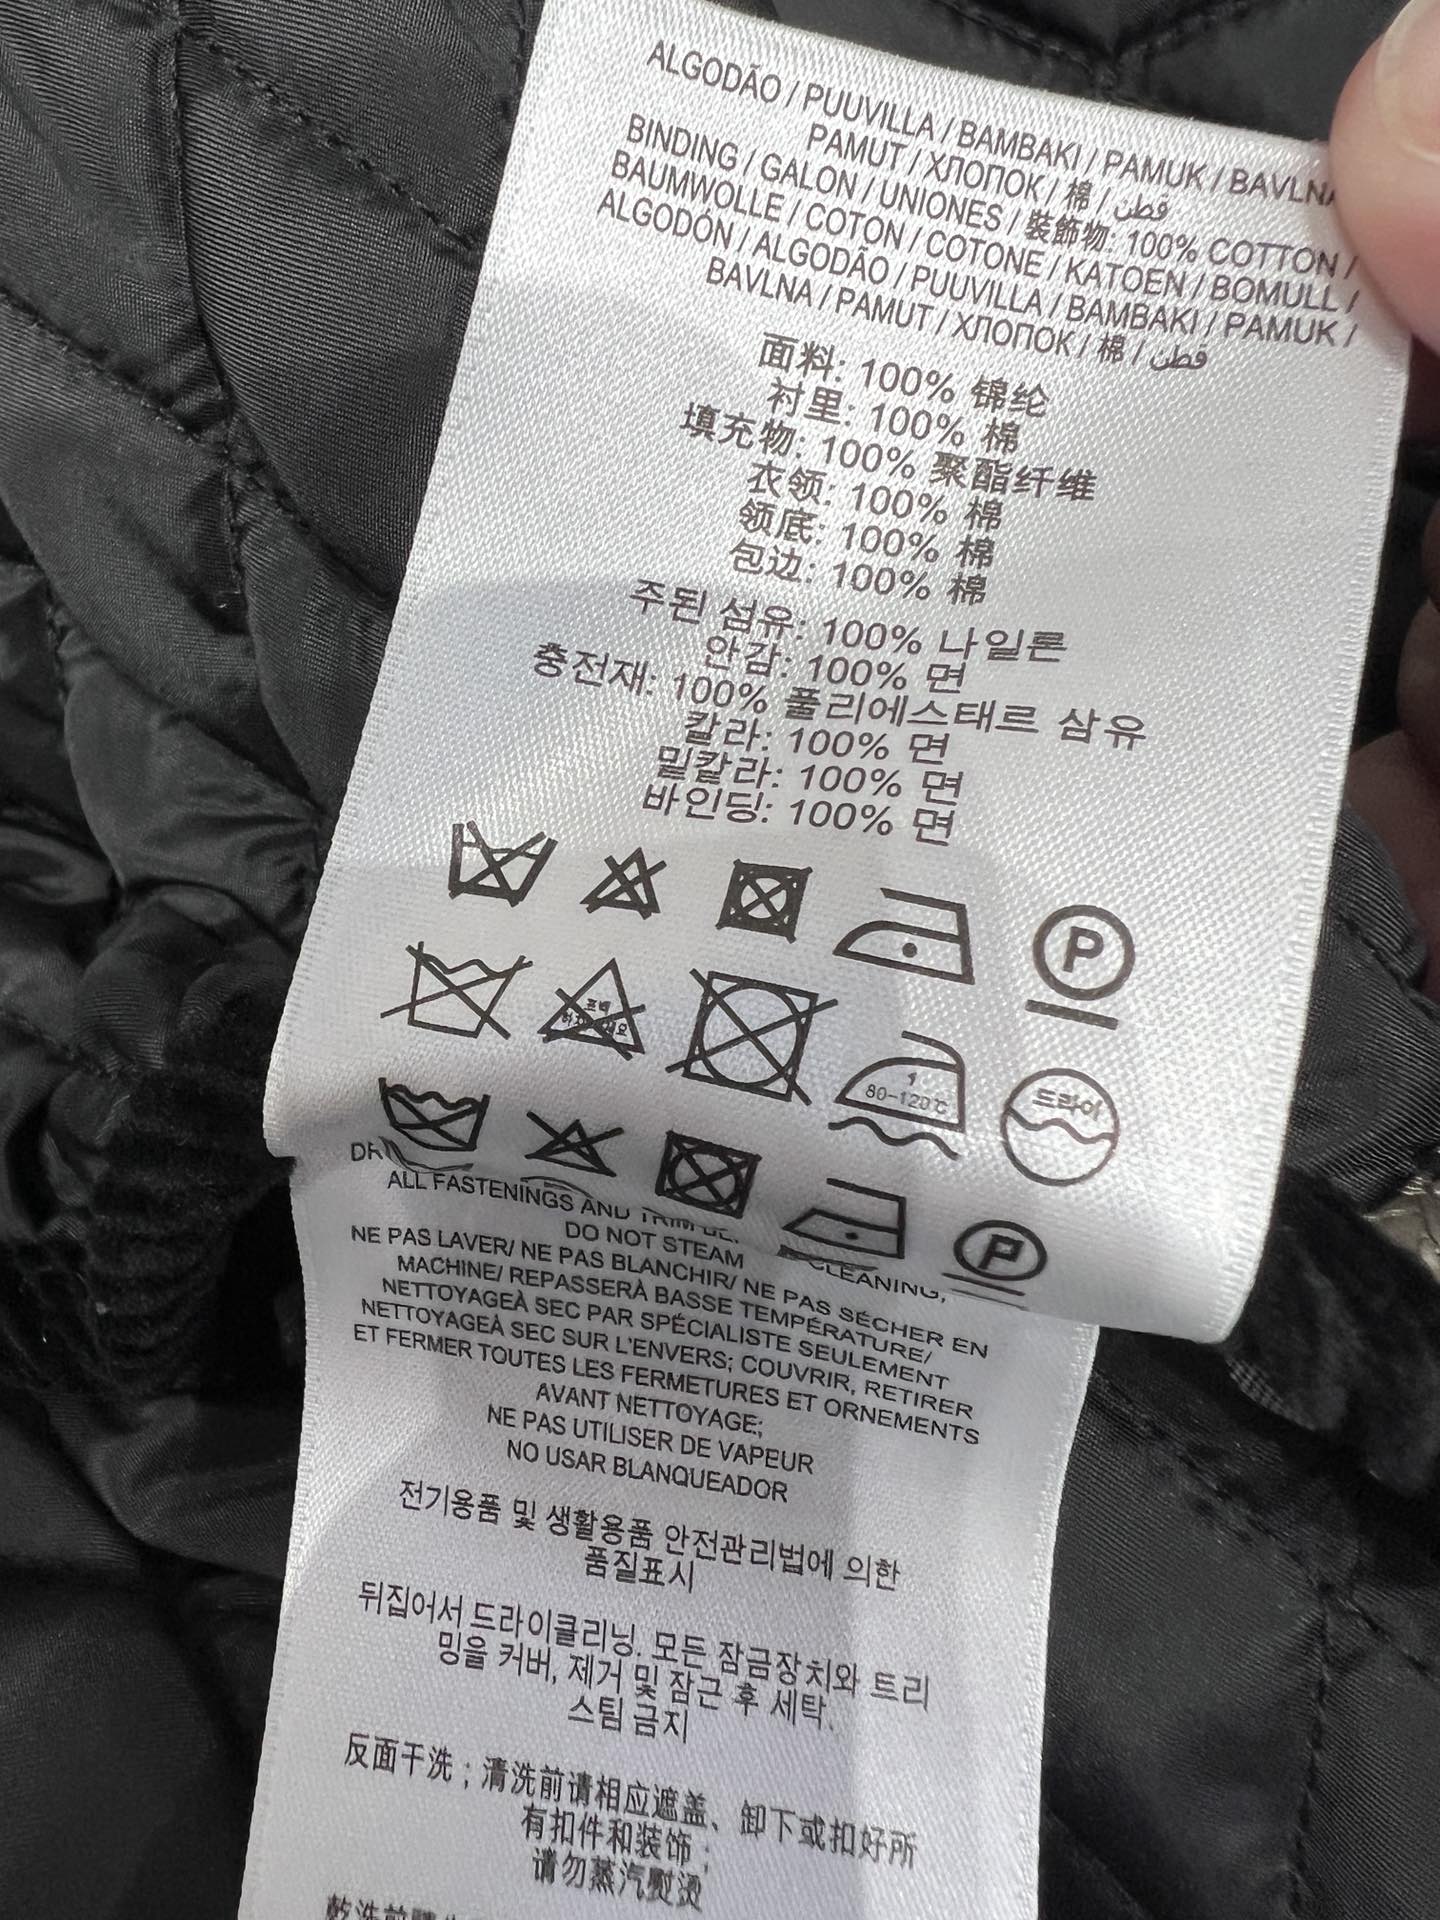 ALGODÃO / PUUVILLA / BAMBAKI / PAMUK / BAVLNA
PAMUT / ХЛОПОК / 棉 / قطن
BINDING / GALON / UNIONES / 裝飾物: 100% COTTON /
BAUMWOLLE / COTON / COTONE / KATOEN / BOMULL /
ALGODÓN / ALGODÃO / PUUVILLA / BAMBAKI / PAMUK /
BAVLNA / PAMUT / ХЛОПОК / 棉 / قطن
面料: 100% 锦纶
衬里: 100% 棉
填充物: 100% 聚酯纤维
衣领: 100% 棉
领底: 100% 棉
包边: 100% 棉
주된 섬유: 100% 나일론
안감: 100% 면
충전재: 100% 폴리에스태르 삼유
칼라: 100% 면
밑칼라: 100% 면
바인딩: 100% 면
P
1
80-120℃
드라이
P
ALL FASTENINGS AND TRIM
DO NOT STEAM
CLEANING,
NE PAS LAVER/ NE PAS BLANCHIR/ NE PAS SÉCHER EN
MACHINE/ REPASSERÀ BASSE TEMPÉRATURE/
NETTOYAGEÀ SEC PAR SPÉCIALISTE SEULEMENT
NETTOYAGEÀ SEC SUR L'ENVERS; COUVRIR, RETIRER
ET FERMER TOUTES LES FERMETURES ET ORNEMENTS
AVANT NETTOYAGE;
NE PAS UTILISER DE VAPEUR
NO USAR BLANQUEADOR
전기용품 및 생활용품 안전관리법에 의한
품질표시
뒤집어서 드라이클리닝. 모든 잠금장치와 트리
밍을 커버, 제거 및 잠근 후 세탁.
스팀 금지
反面干洗；清洗前请相应遮盖、卸下或扣好所
有扣件和装饰；
请勿蒸汽熨烫